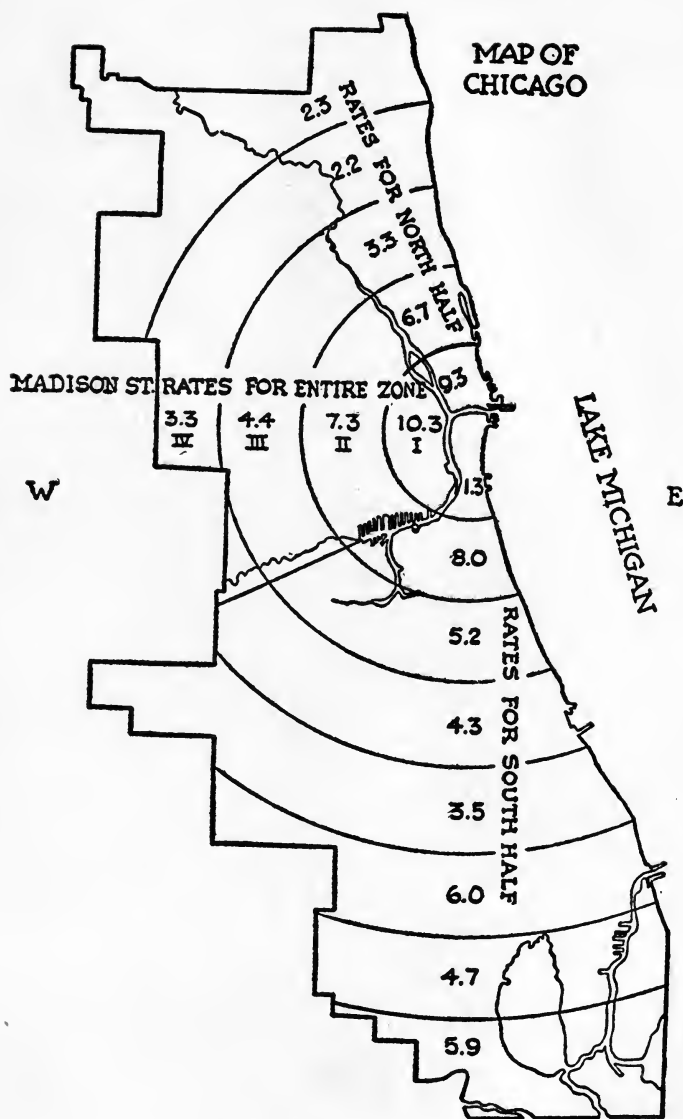 MAP OF
CHICAGO
RATES FOR NORTH HALF
2.3
2.2
3.3
6.7
9.3
MADISON ST. RATES FOR ENTIRE ZONE
3.3 4.4 7.3 10.3
IV III II I
W
E
LAKE MICHIGAN
1.3
8.0
5.2
4.3
3.5
6.0
4.7
5.9
RATES FOR SOUTH HALF